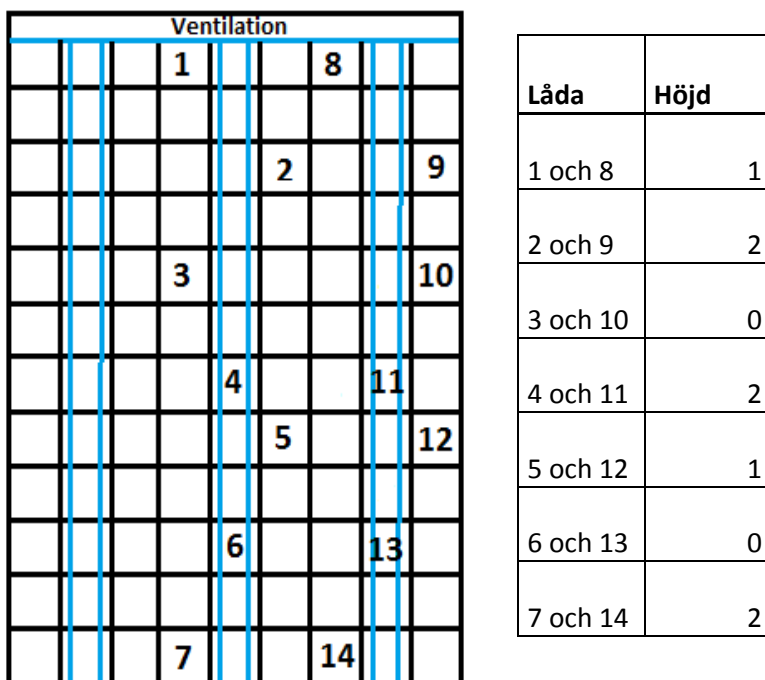 Ventilation
1 8
2 9
3 10
4 11
5 12
6 13
7 14
Låda Höjd
1 och 8 1
2 och 9 2
3 och 10 0
4 och 11 2
5 och 12 1
6 och 13 0
7 och 14 2